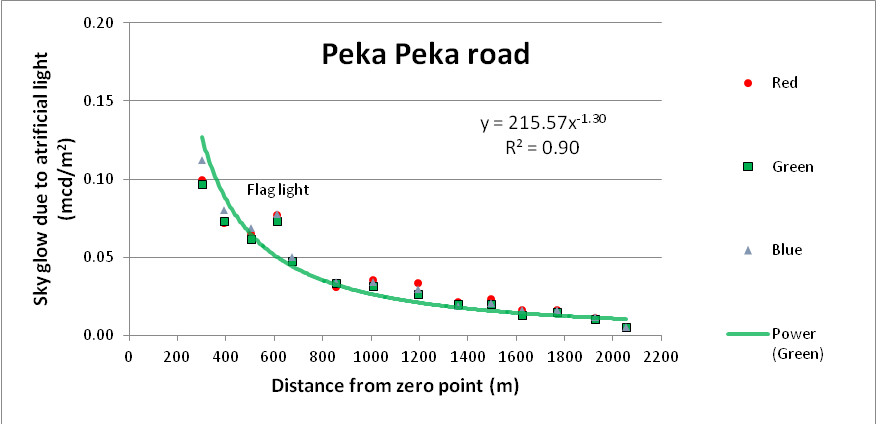 Peka Peka road
0.20
0.15
0.10
0.05
0.00
Sky glow due to atrificial light
(mcd/m²)
y = 215.57x^-1.30
R² = 0.90
Flag light
0 200 400 600 800 1000 1200 1400 1600 1800 2000 2200
Distance from zero point (m)
Red
Green
Blue
Power
(Green)